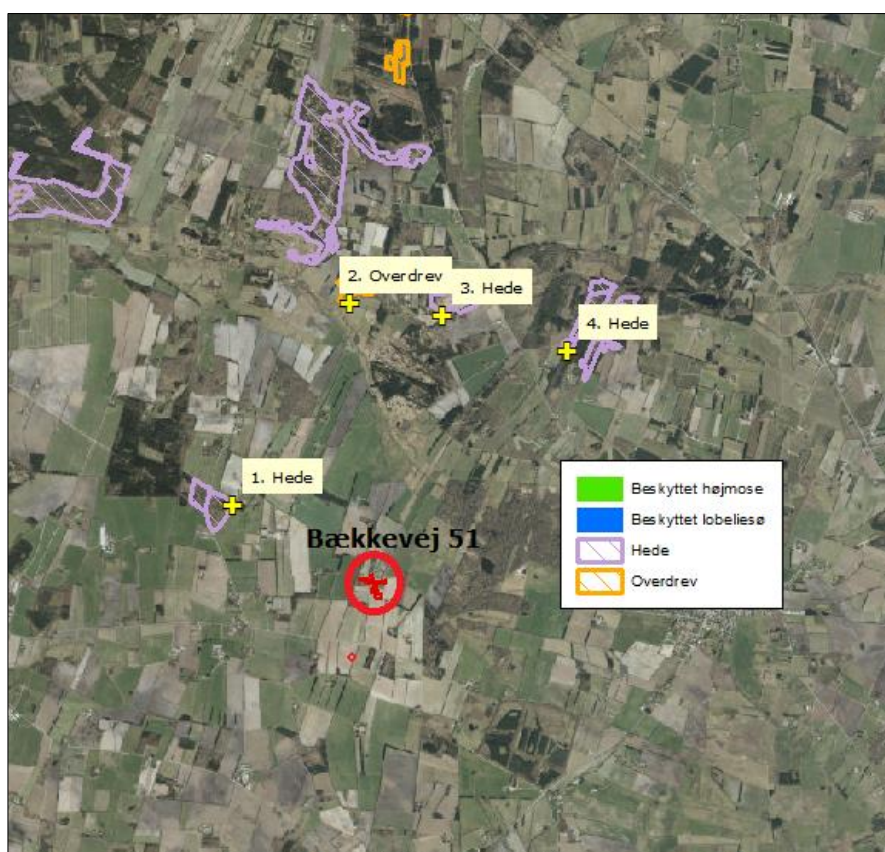 2. Overdrev
3. Hede
4. Hede
1. Hede
Bækkevej 51
Beskyttet højmose
Beskyttet lobeliesø
Hede
Overdrev